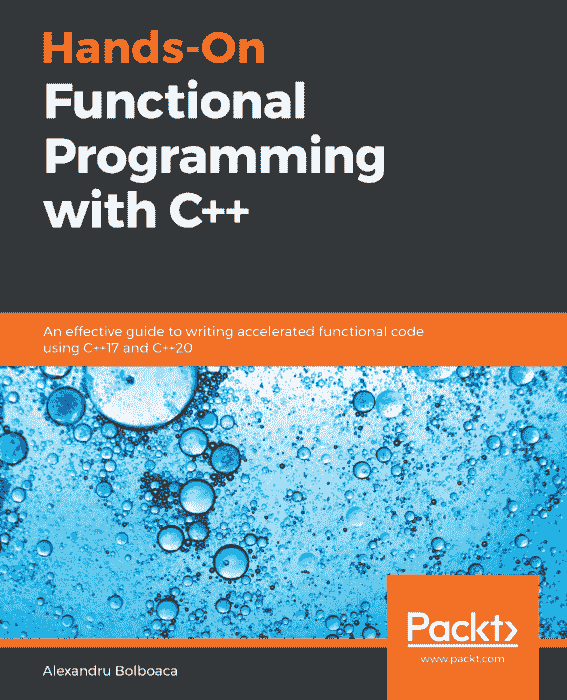 Hands-On
Functional
Programming
with C++
An effective guide to writing accelerated functional code
using C++17 and C++20
Packt>
www.packt.com
Alexandru Bolboaca